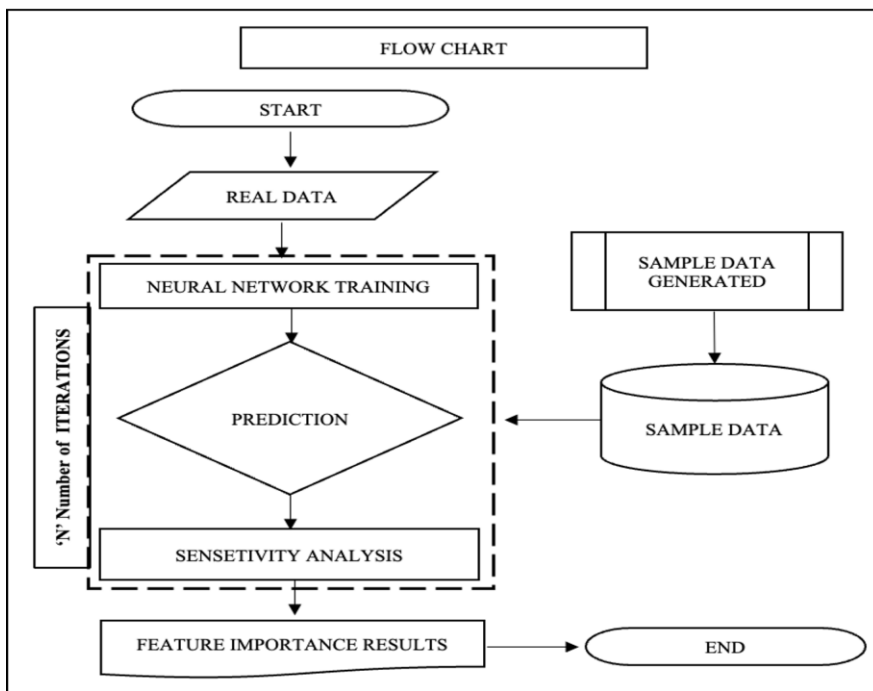 FLOW CHART
START
REAL DATA
NEURAL NETWORK TRAINING
SAMPLE DATA
GENERATED
'N' Number of ITERATIONS
PREDICTION
SAMPLE DATA
SENSETIVITY ANALYSIS
FEATURE IMPORTANCE RESULTS
END